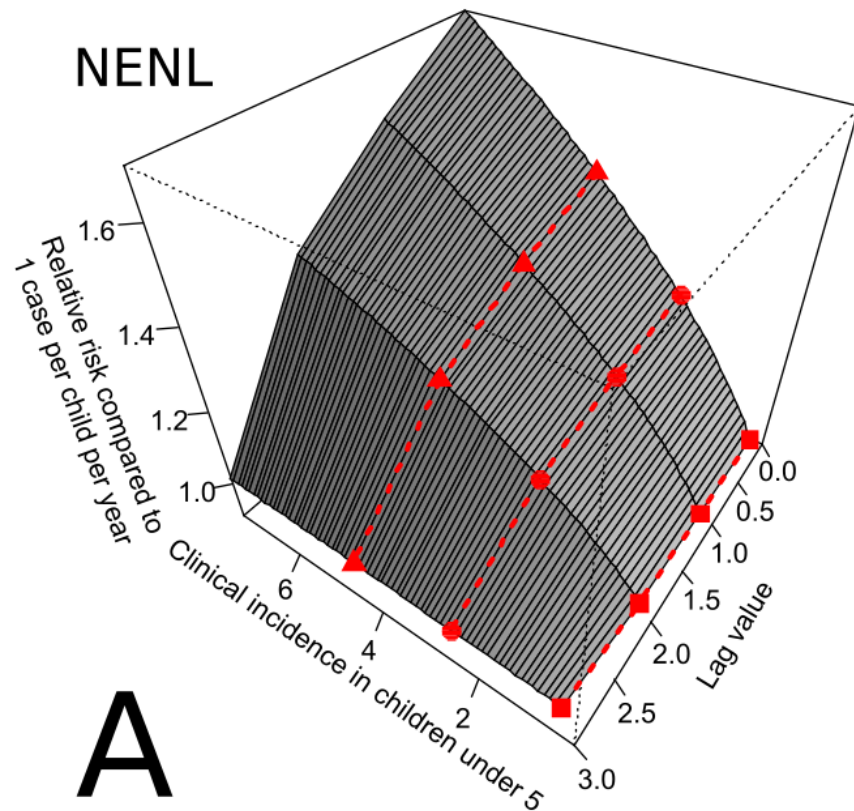 NENL
1.6
1.4
1.2
1.0
Relative risk compared to
1 case per child per year
6
4
2
Clinical incidence in children under 5
0.0
0.5
1.0
1.5
2.0
2.5
3.0
Lag value
A